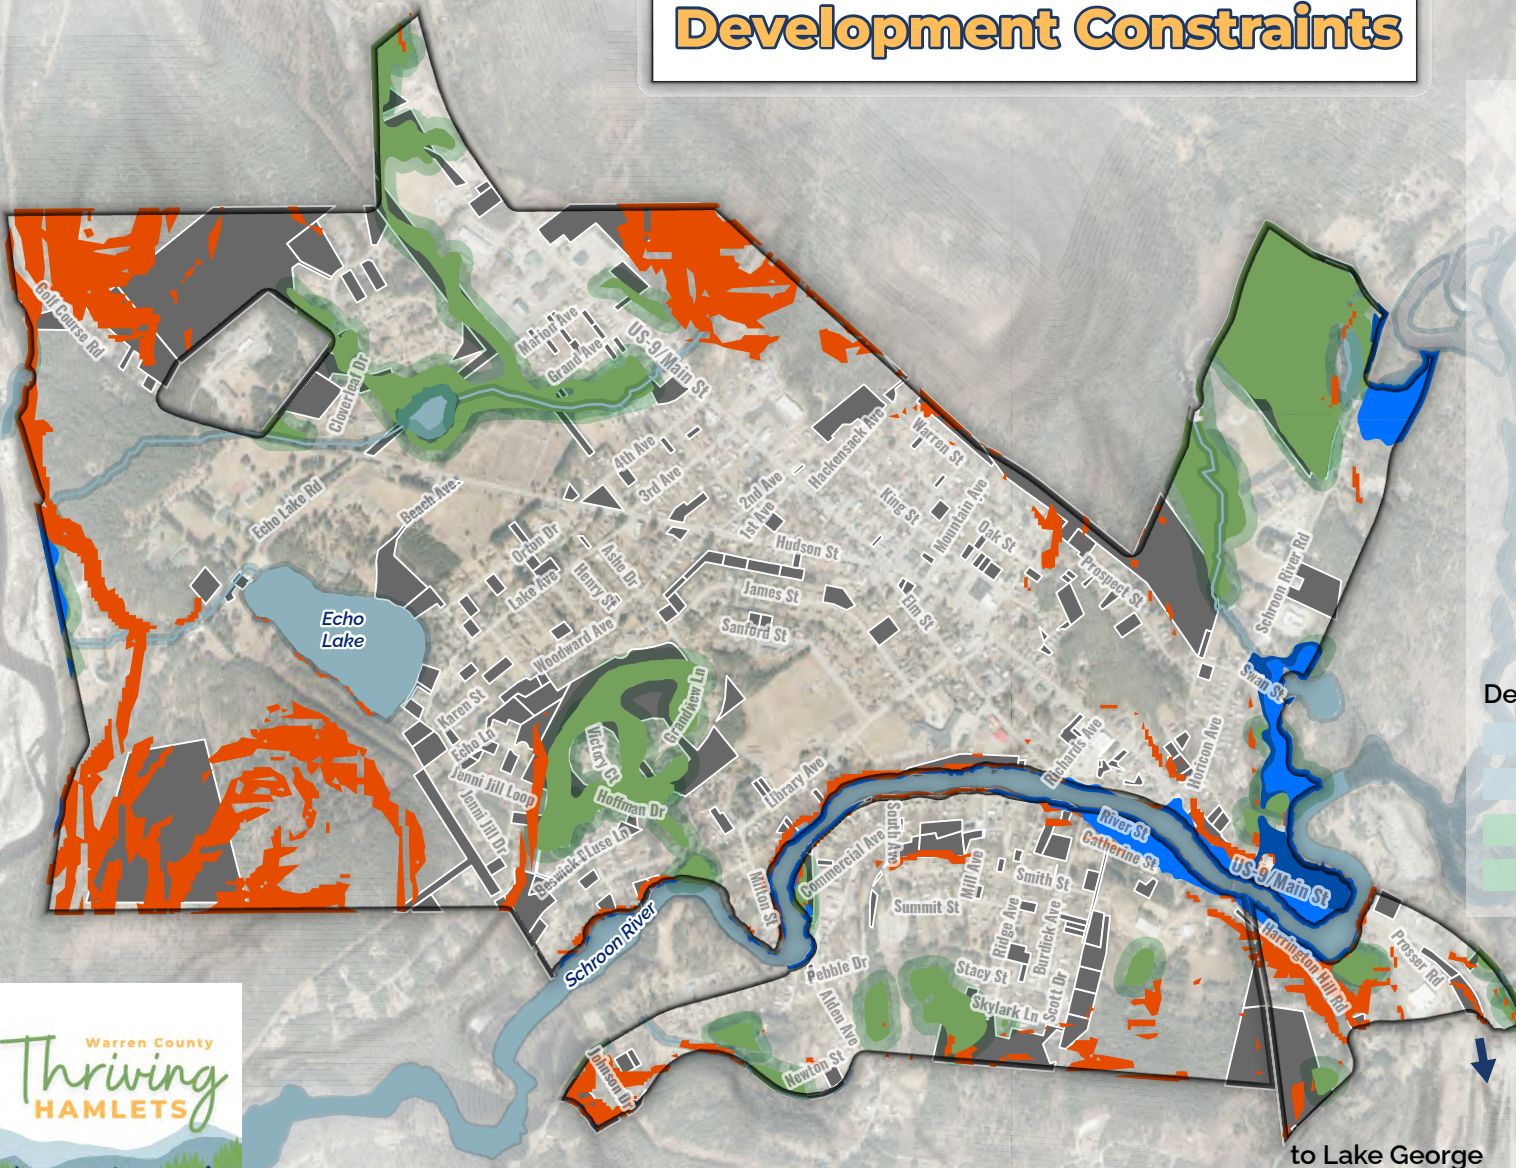 Development Constraints
Golf Course Rd
Cloverleaf Dr
Marion Ave
Grand Ave
US-9/Main St
Hackensack Ave
Warren St
4th Ave
3rd Ave
2nd Ave
1st Ave
King St
Mountain Ave
Oak St
Echo Lake Rd
Beach Ave
Orton Dr
Ashe Dr
Henry St
Lake Ave
Hudson St
James St
Sanford St
Elm St
Prospect St
Schroon River Rd
Echo
Lake
Woodward Ave
Karen St
Echo Ln
Jenni Jill Loop
Jenni Jill Dr
Victory Cl
Grandview Ln
Hoffman Dr
Luse Ln
Library Ave
Richards Ave
Horicon Ave
Swan St
De
River St
Catherine St
US-9/Main St
South Ave
Commercial Ave
Milton St
Mill Ave
Smith St
Summit St
Ridge Ave
Burdick Ave
Schroon River
Pebble Dr
Alden Ave
Stacy St
Skylark Ln
Scott Dr
Harrington Hill Rd
Prosser Rd
Johnson Dr
Newton St
Warren County
Thriving
HAMLETS
to Lake George